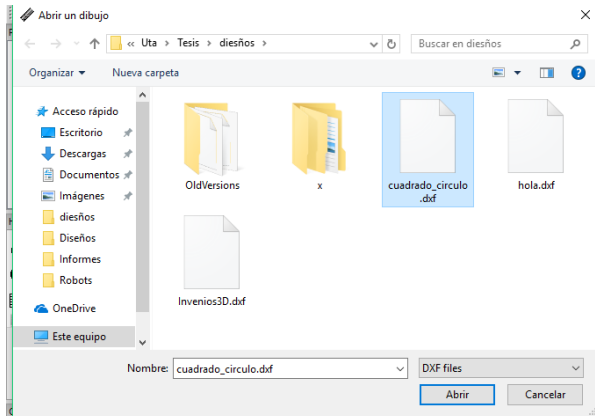 Abrir un dibujo
« Uta > Tesis > diesños >
Buscar en diesños
Organizar
Nueva carpeta
Acceso rápido
Escritorio
Descargas
Documentos
Imágenes
diesños
Diseños
Informes
Robots
OneDrive
Este equipo
OldVersions
x
cuadrado_circulo
.dxf
hola.dxf
Invenios3D.dxf
Nombre:
cuadrado_circulo.dxf
DXF files
Abrir
Cancelar